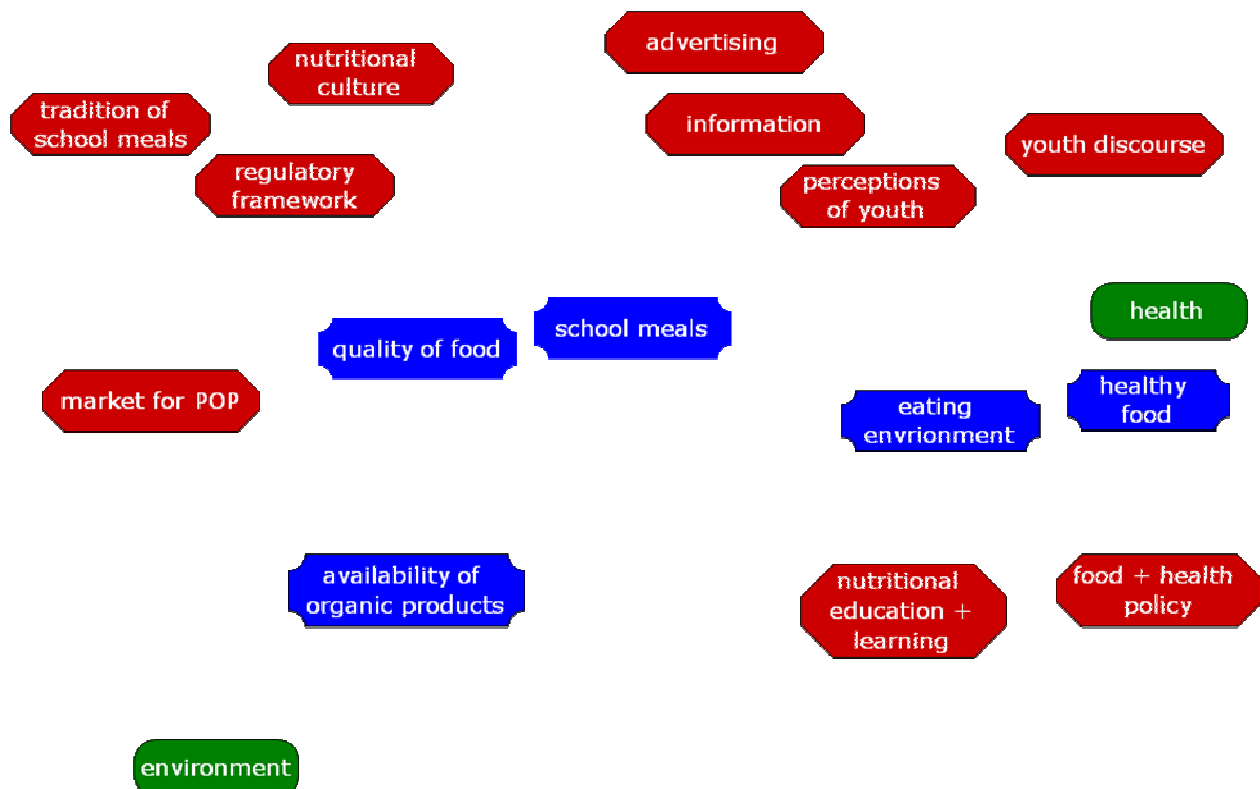 advertising
nutritional
culture
tradition of
school meals
information
youth discourse
regulatory
framework
perceptions
of youth
health
school meals
quality of food
market for POP
healthy
food
eating
envrionment
availability of
organic products
nutritional
education +
learning
food + health
policy
environment